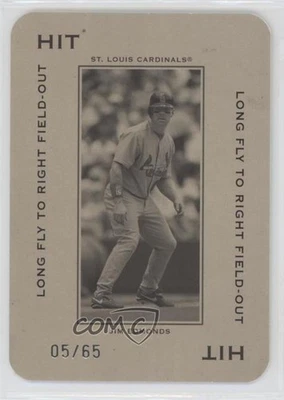 HIT*
ST. LOUIS CARDINALS®
LONG FLY TO RIGHT FIELD-OUT
LONG FLY TO RIGHT FIELD-OUT
JIM EDMONDS
05/65
HIT